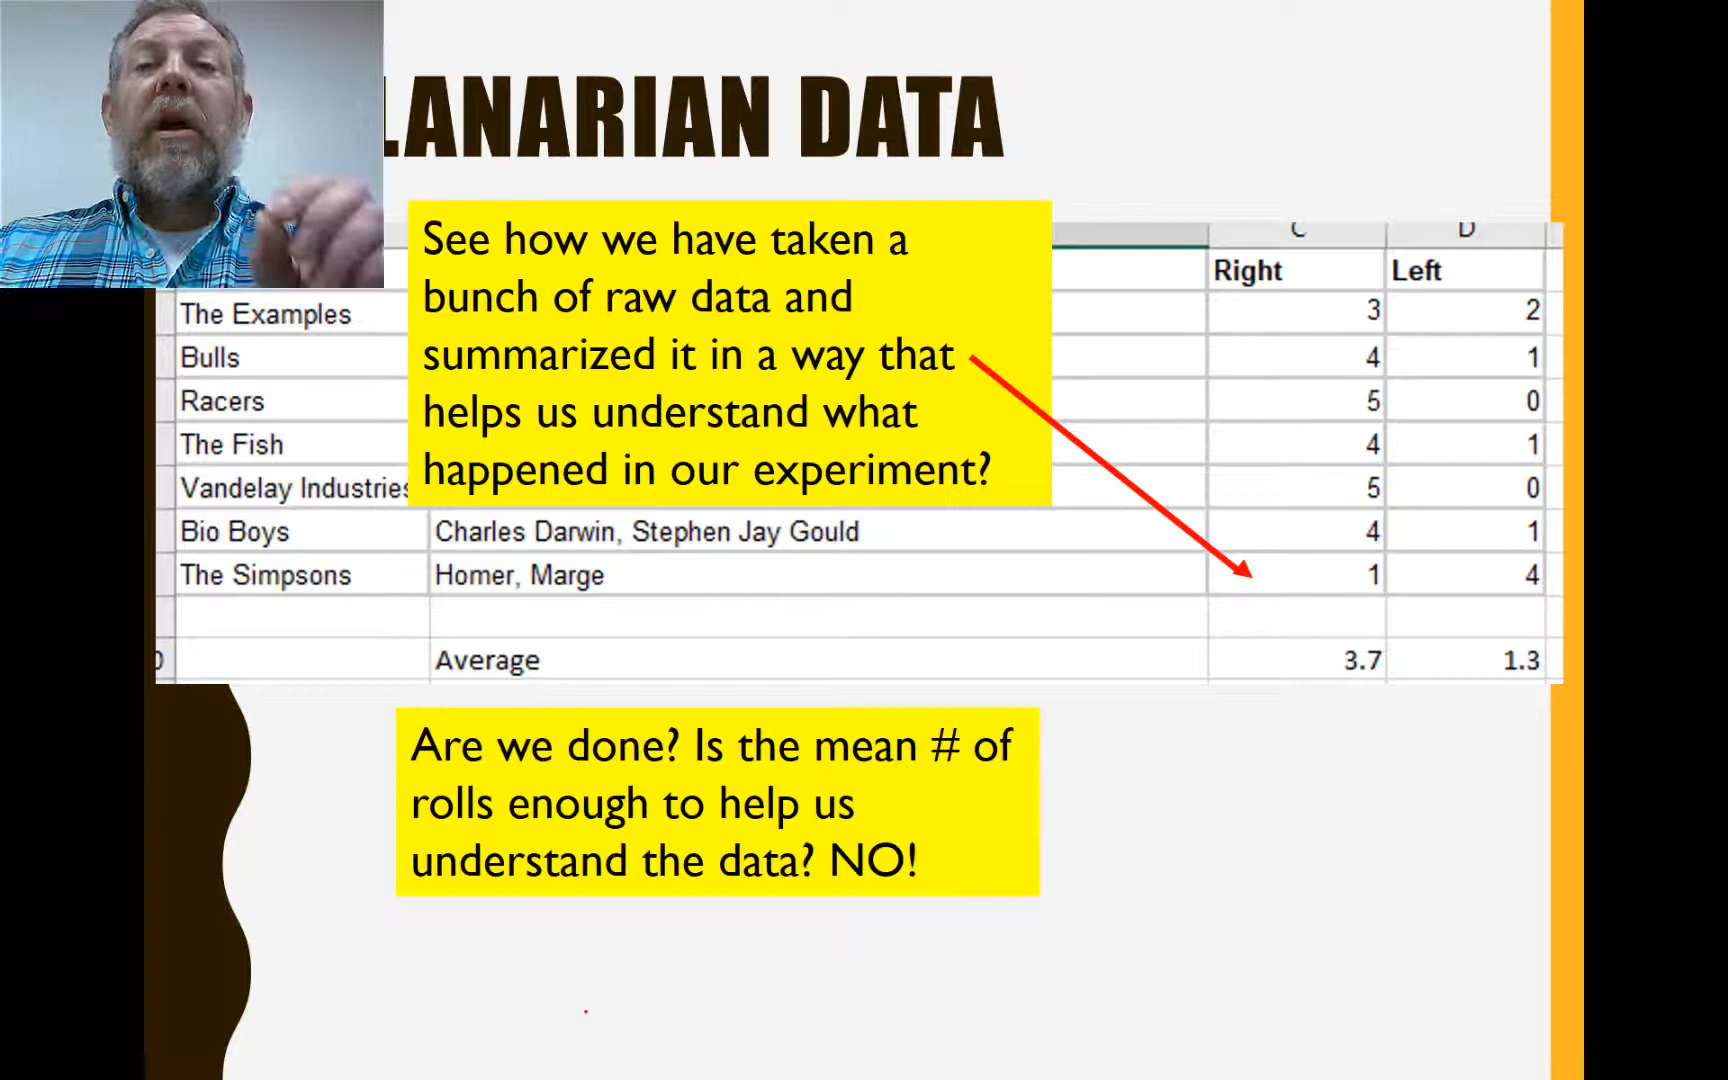 LANARIAN DATA
See how we have taken a
bunch of raw data and
summarized it in a way that
helps us understand what
happened in our experiment?
C D
Right Left
The Examples 3 2
Bulls 4 1
Racers 5 0
The Fish 4 1
Vandelay Industries 5 0
Bio Boys Charles Darwin, Stephen Jay Gould 4 1
The Simpsons Homer, Marge 1 4
Average 3.7 1.3
Are we done? Is the mean # of
rolls enough to help us
understand the data? NO!